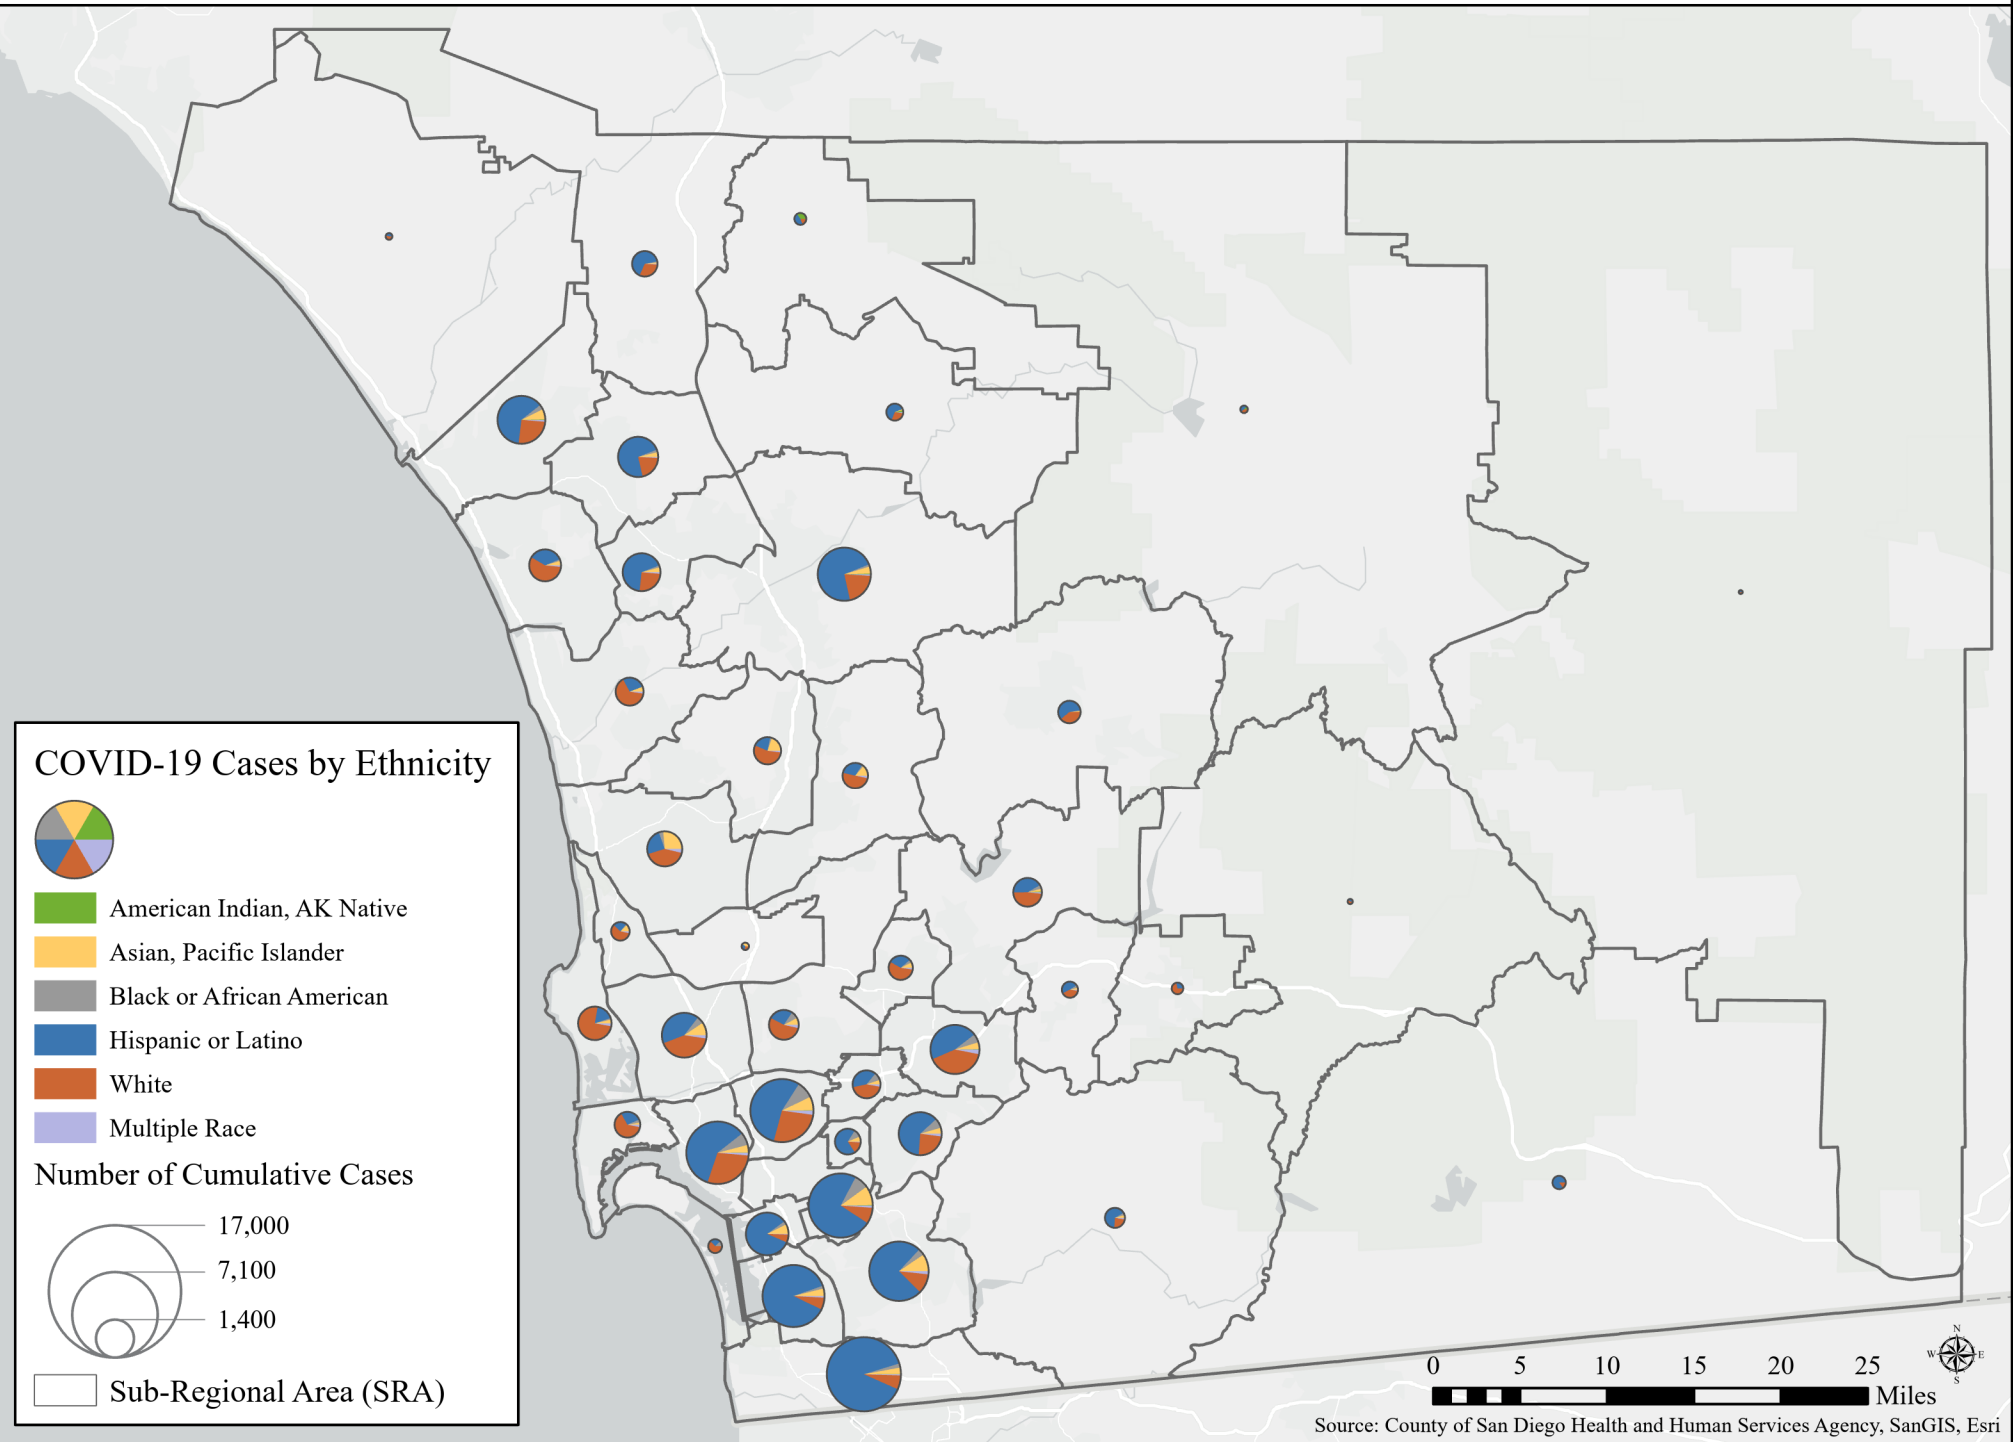 COVID-19 Cases by Ethnicity
American Indian, AK Native
Asian, Pacific Islander
Black or African American
Hispanic or Latino
White
Multiple Race
Number of Cumulative Cases
17,000
7,100
1,400
Sub-Regional Area (SRA)
N
W E
S
0 5 10 15 20 25
Miles
Source: County of San Diego Health and Human Services Agency, SanGIS, Esri